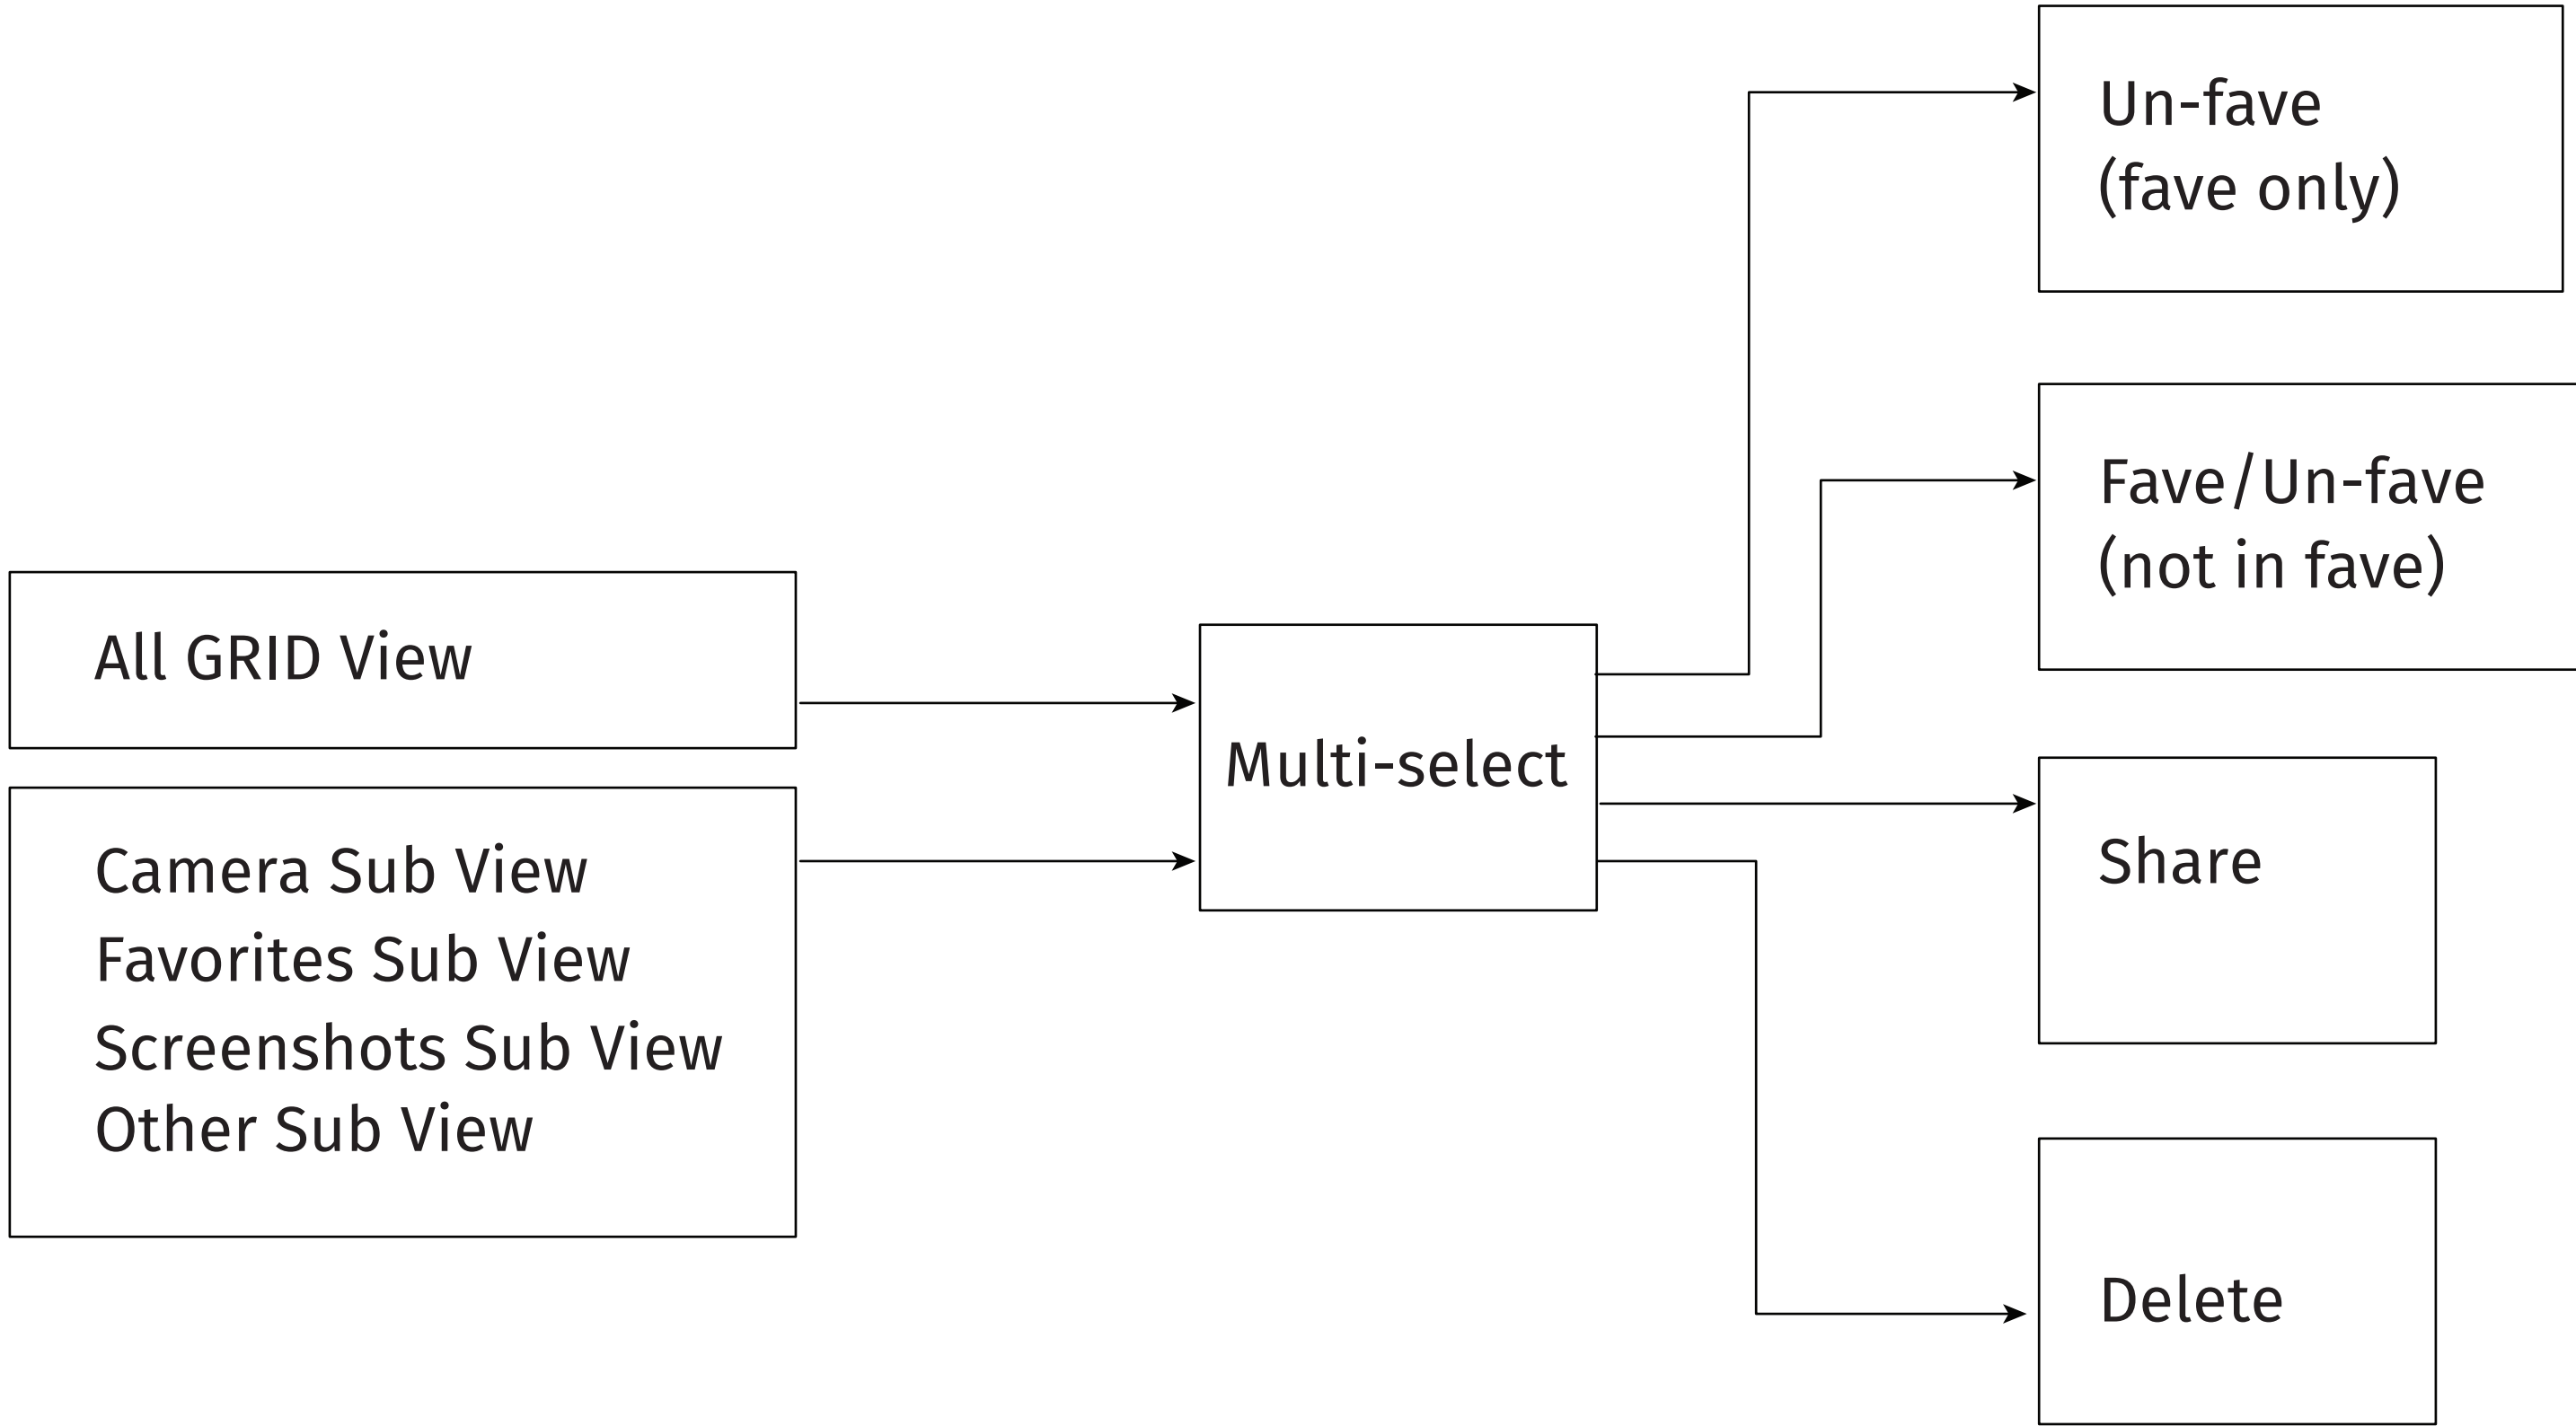 All GRID View
Camera Sub View
Favorites Sub View
Screenshots Sub View
Other Sub View
Multi-select
Un-fave
(fave only)
Fave/Un-fave
(not in fave)
Share
Delete